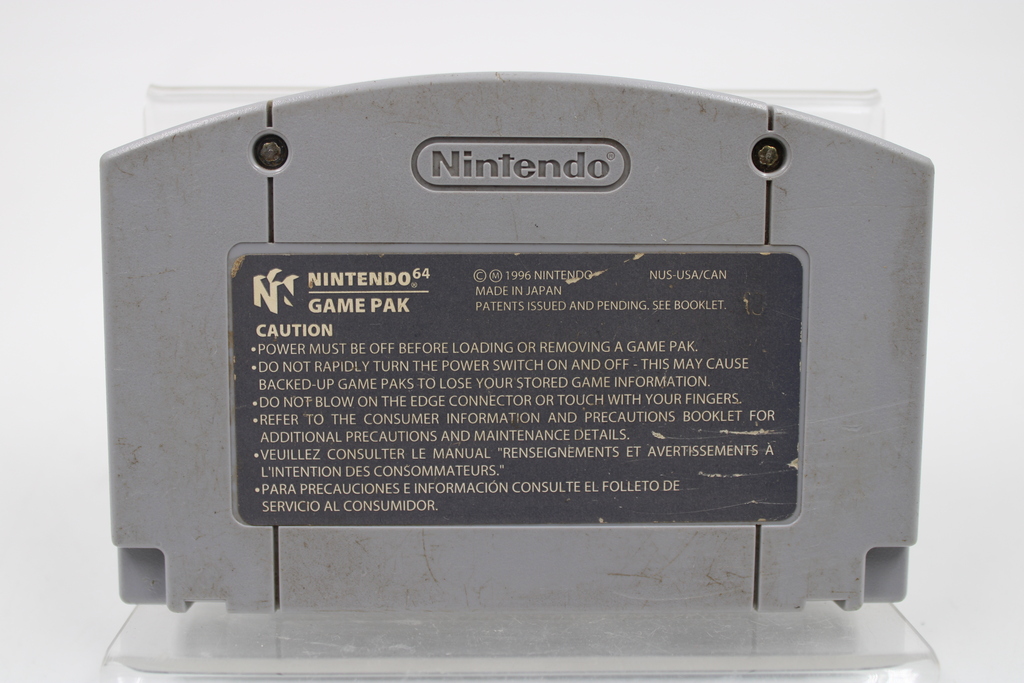 Nintendo®
NINTENDO®64
GAME PAK
© Ⓜ 1996 NINTENDO
NUS-USA/CAN
MADE IN JAPAN
PATENTS ISSUED AND PENDING. SEE BOOKLET.
CAUTION
•POWER MUST BE OFF BEFORE LOADING OR REMOVING A GAME PAK.
•DO NOT RAPIDLY TURN THE POWER SWITCH ON AND OFF - THIS MAY CAUSE
BACKED-UP GAME PAKS TO LOSE YOUR STORED GAME INFORMATION.
•DO NOT BLOW ON THE EDGE CONNECTOR OR TOUCH WITH YOUR FINGERS.
•REFER TO THE CONSUMER INFORMATION AND PRECAUTIONS BOOKLET FOR
ADDITIONAL PRECAUTIONS AND MAINTENANCE DETAILS.
•VEUILLEZ CONSULTER LE MANUAL "RENSEIGNEMENTS ET AVERTISSEMENTS À
L'INTENTION DES CONSOMMATEURS."
•PARA PRECAUCIONES E INFORMACIÓN CONSULTE EL FOLLETO DE
SERVICIO AL CONSUMIDOR.